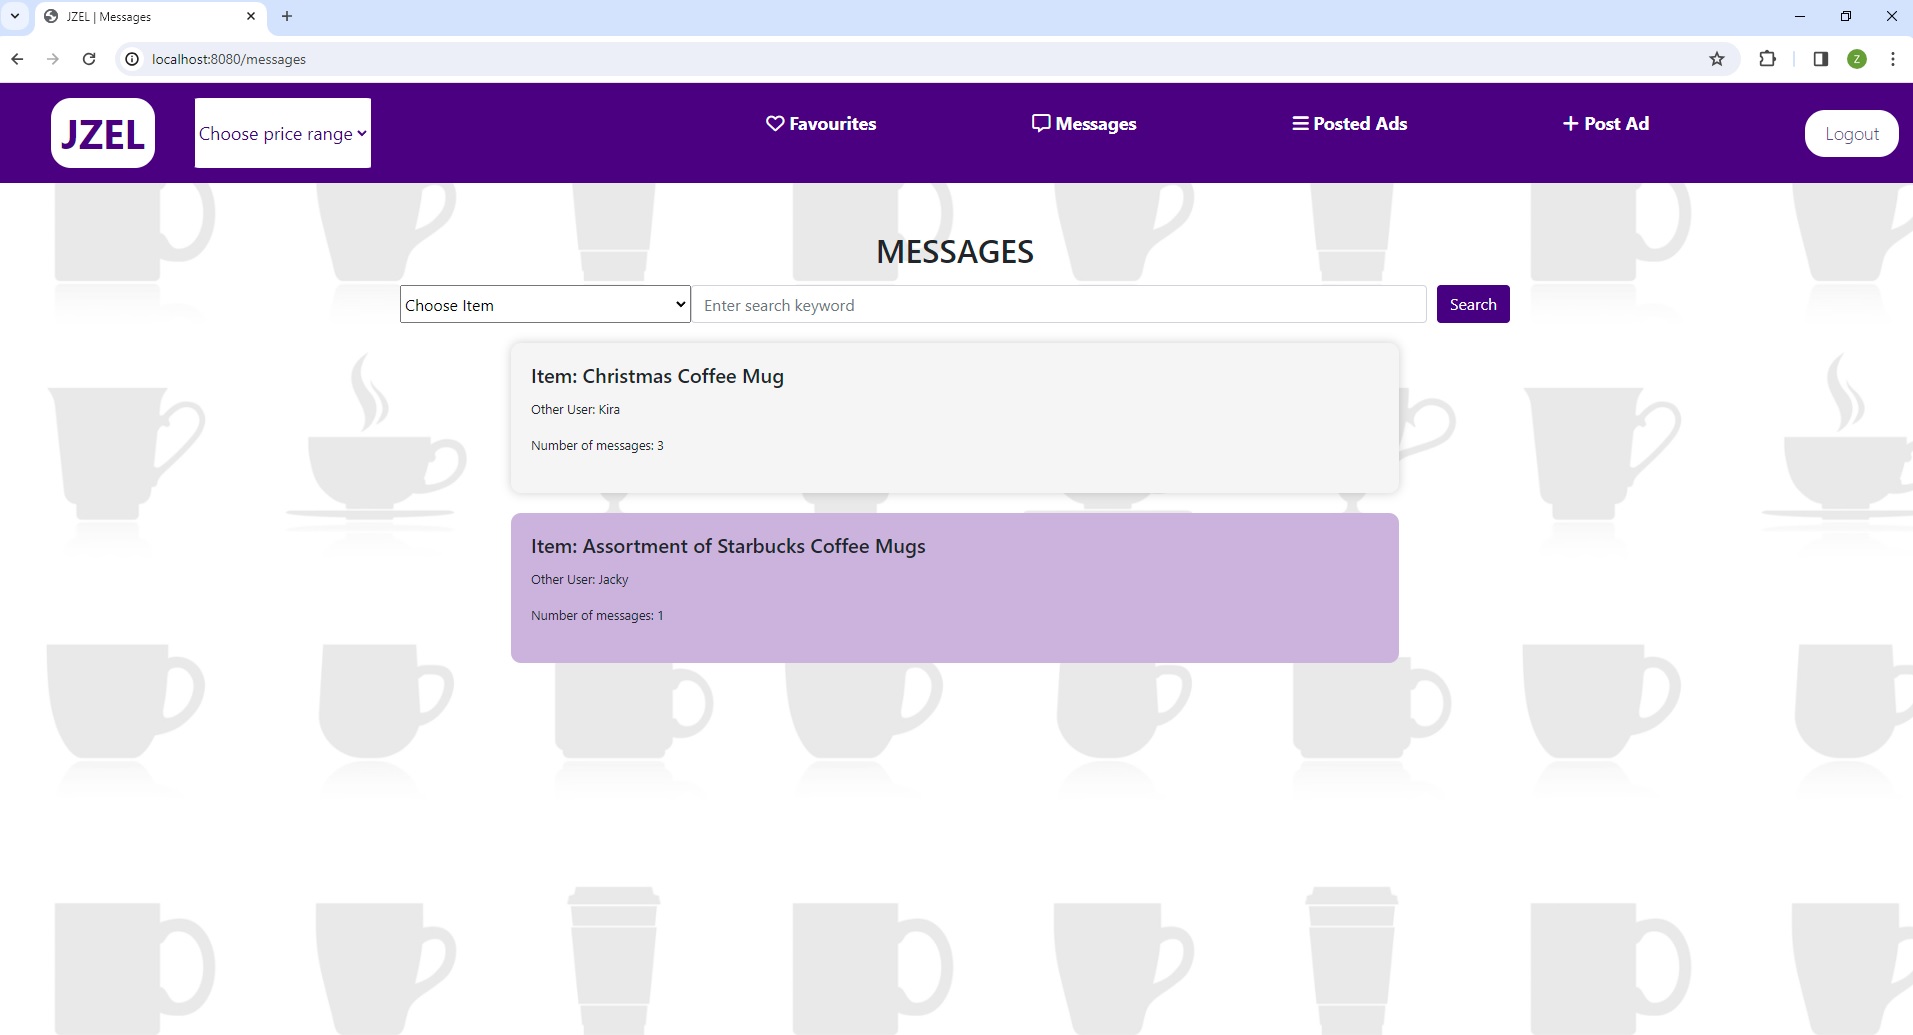 JZEL | Messages
localhost:8080/messages
Z
JZEL
Choose price range
Favourites
Messages
Posted Ads
Post Ad
Logout
MESSAGES
Choose Item
Enter search keyword
Search
Item: Christmas Coffee Mug
Other User: Kira
Number of messages: 3
Item: Assortment of Starbucks Coffee Mugs
Other User: Jacky
Number of messages: 1